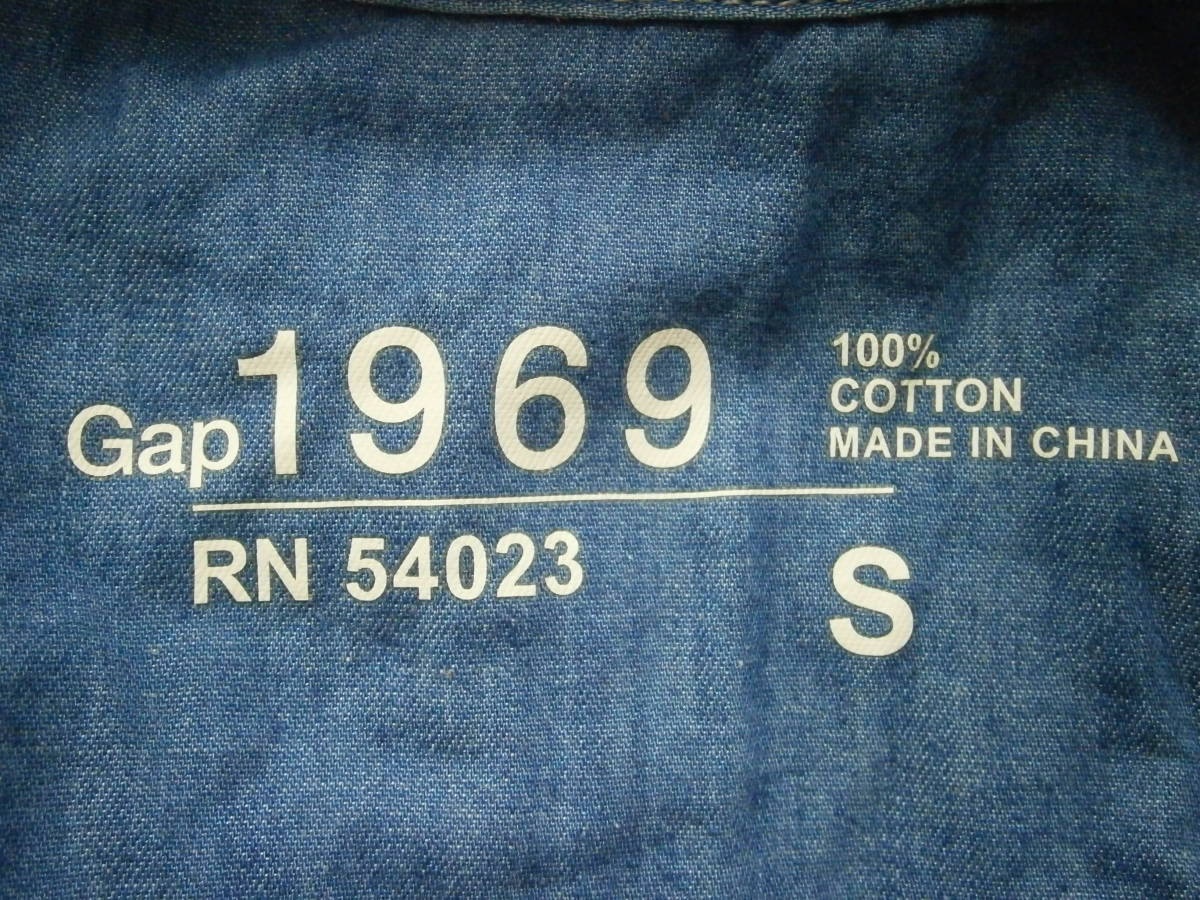 Gap 1969
100%
COTTON
MADE IN CHINA
RN 54023
S